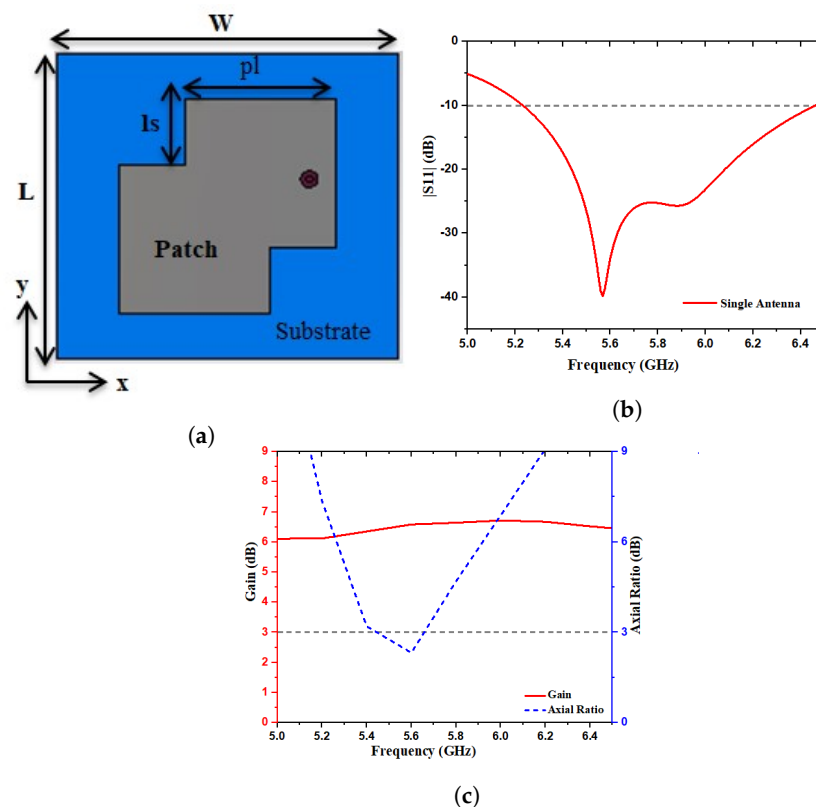 W
pl
ls
L
Patch
y
Substrate
x
(a)
0
-10
-20
-30
-40
|S11| (dB)
Single Antenna
5.0 5.2 5.4 5.6 5.8 6.0 6.2 6.4
Frequency (GHz)
(b)
9 9
8
7
6 6
5
4
3 3
2
1
0 0
Gain (dB)
Axial Ratio (dB)
Gain
Axial Ratio
5.0 5.2 5.4 5.6 5.8 6.0 6.2 6.4
Frequency (GHz)
(c)